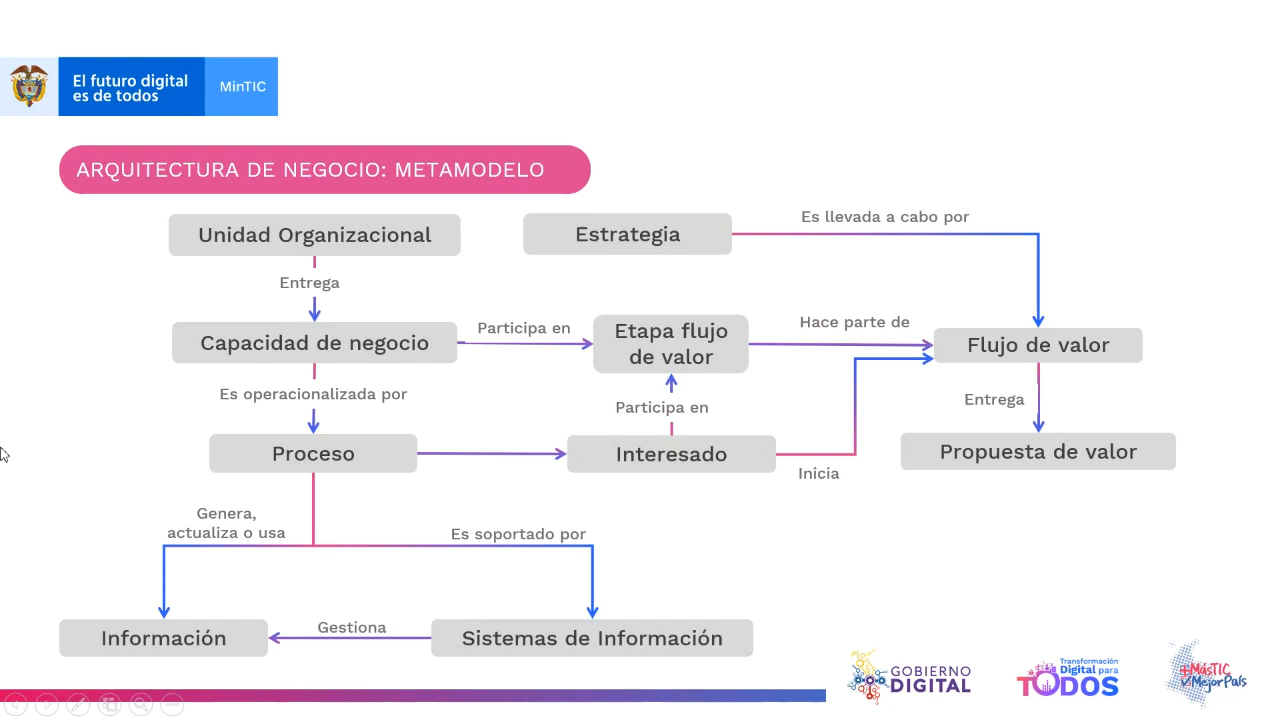 El futuro digital
es de todos
MinTIC
ARQUITECTURA DE NEGOCIO: METAMODELO
Unidad Organizacional
Estrategia
Es llevada a cabo por
Entrega
Capacidad de negocio
Participa en
Etapa flujo
de valor
Hace parte de
Flujo de valor
Es operacionalizada por
Participa en
Entrega
Proceso
Interesado
Inicia
Propuesta de valor
Genera,
actualiza o usa
Es soportado por
Información
Gestiona
Sistemas de Información
GOBIERNO
DIGITAL
Transformación
Digital para
TODOS
+MásTIC
MejorPaís